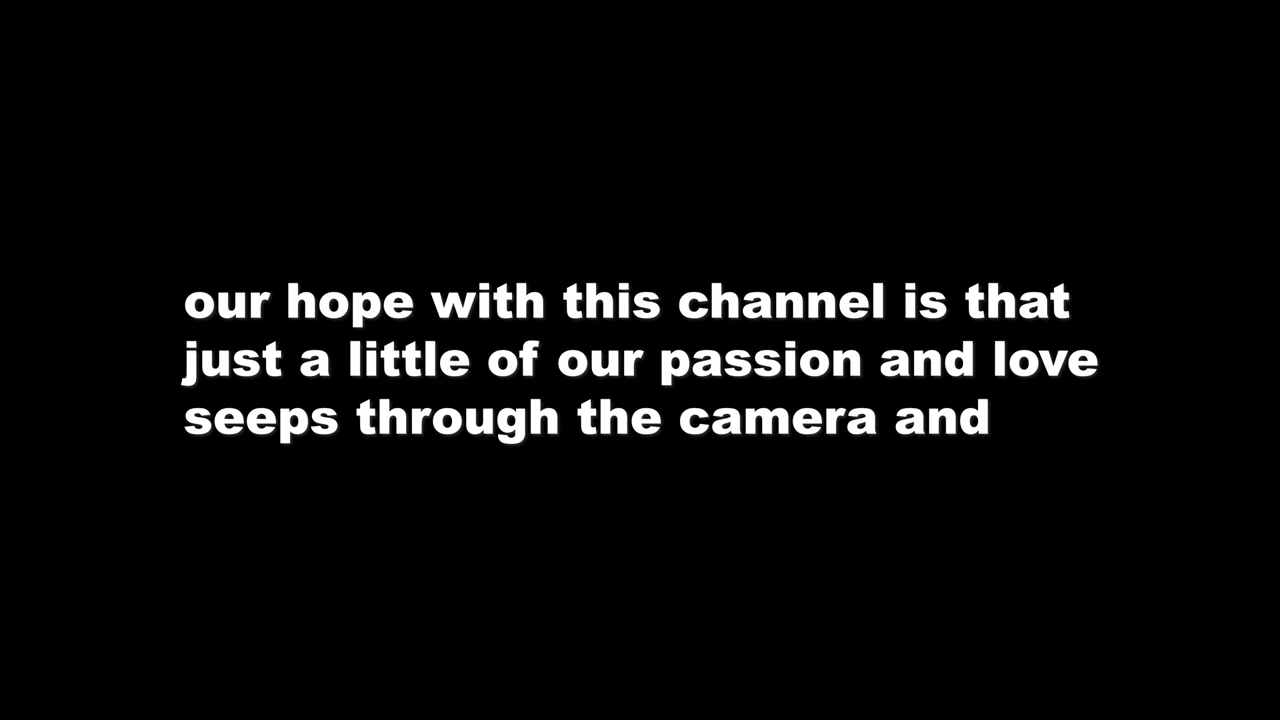 our hope with this channel is that
just a little of our passion and love
seeps through the camera and